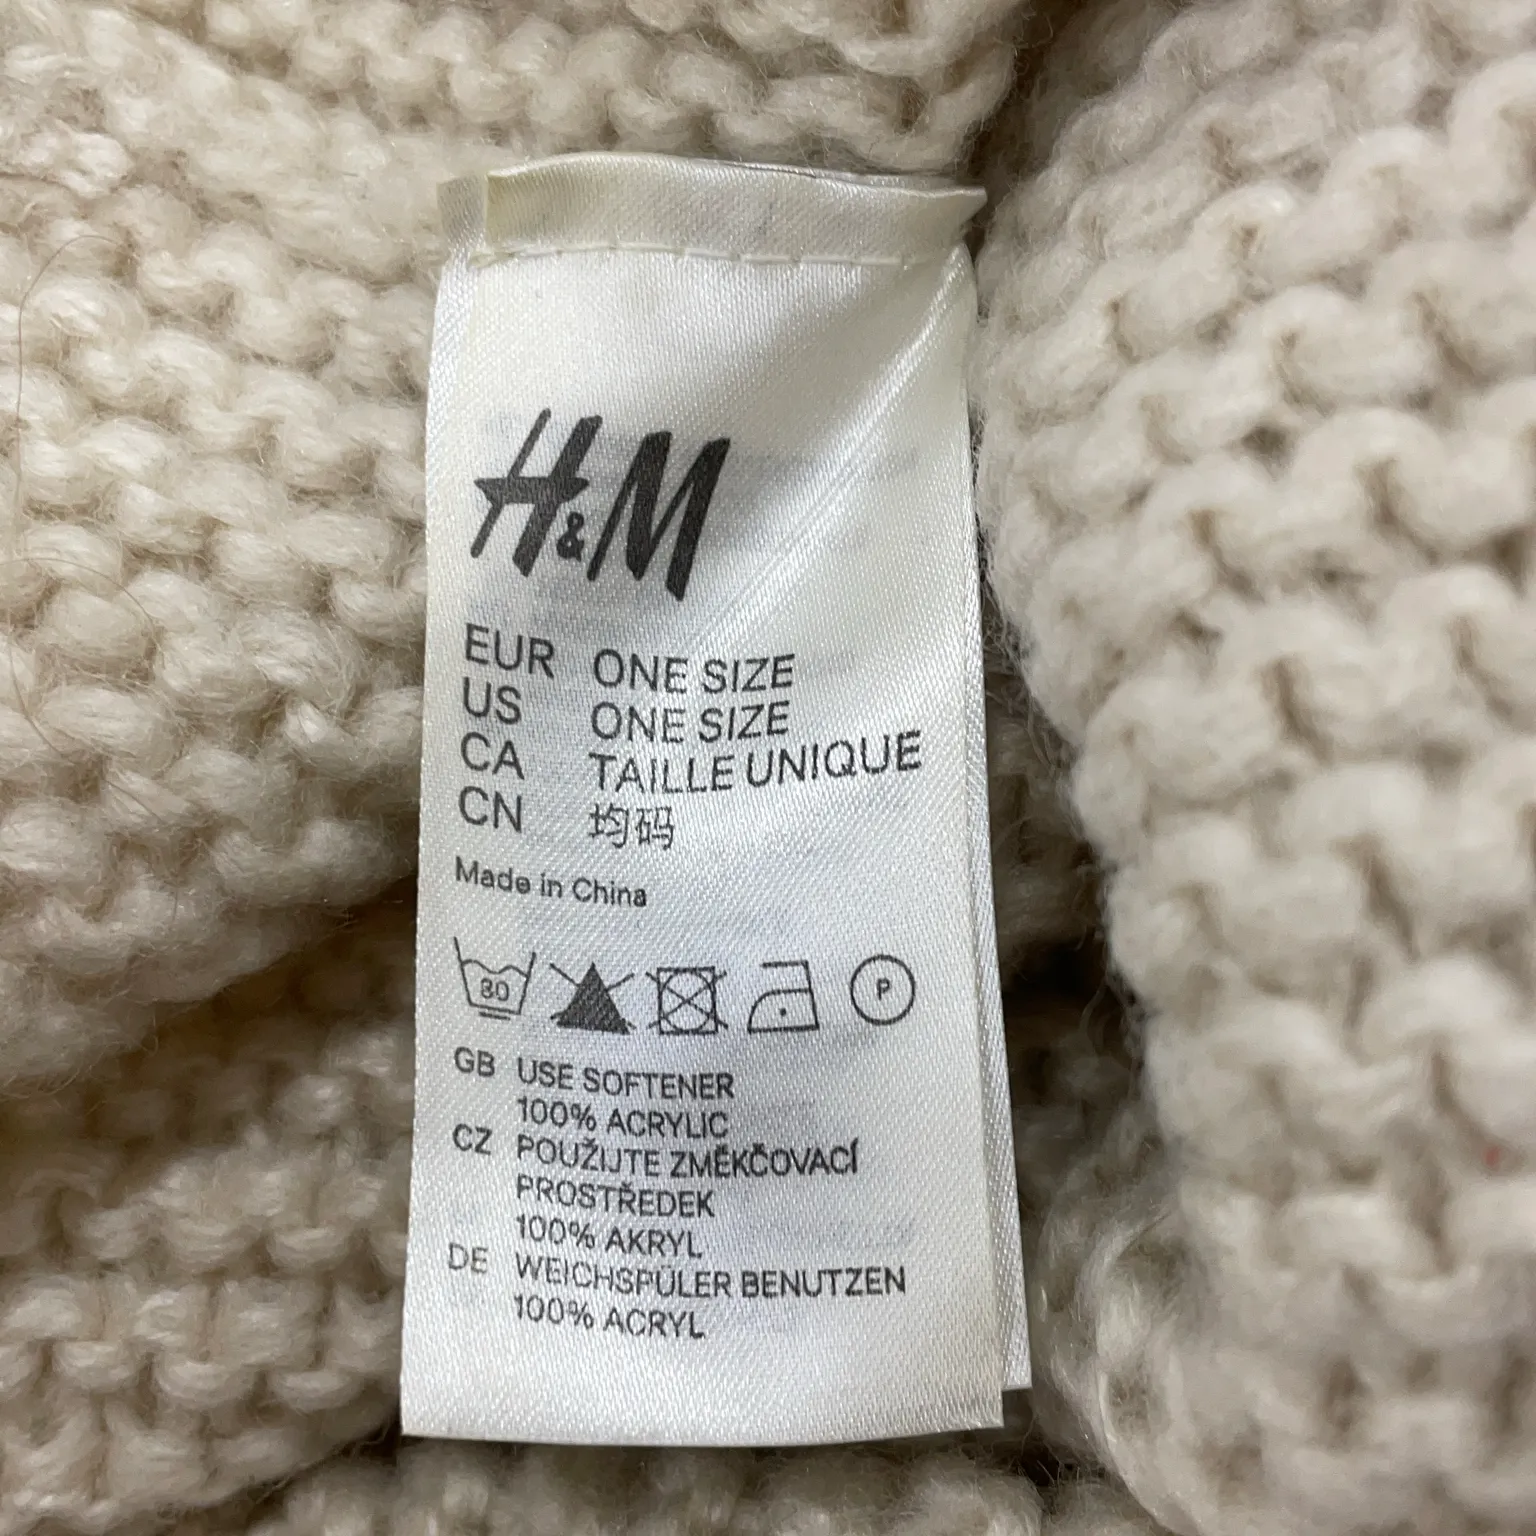 H&M
EUR ONE SIZE
US ONE SIZE
CA TAILLE UNIQUE
CN 均码
Made in China
30
P
GB USE SOFTENER
100% ACRYLIC
CZ POUŽIJTE ZMĚKČOVACÍ
PROSTŘEDEK
100% AKRYL
DE WEICHSPÜLER BENUTZEN
100% ACRYL